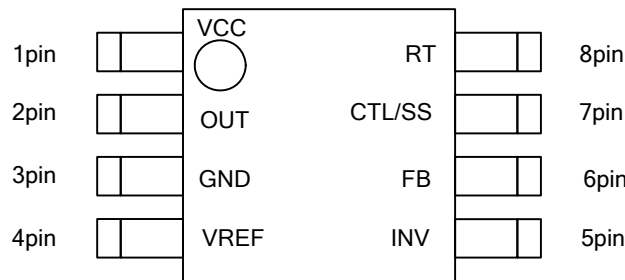 VCC
1pin RT 8pin
2pin OUT CTL/SS 7pin
3pin GND FB 6pin
4pin VREF INV 5pin